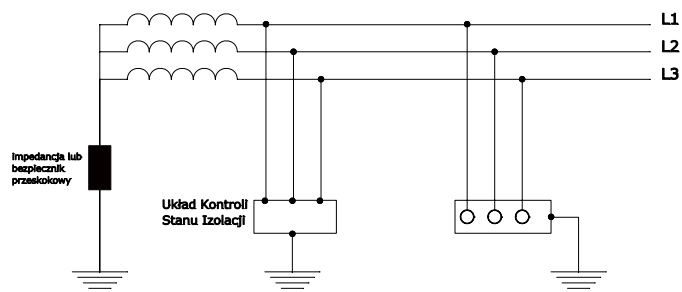 L1
L2
L3
Impedancja lub
bezpiecznik
przeskokowy
Układ Kontroli
Stanu Izolacji